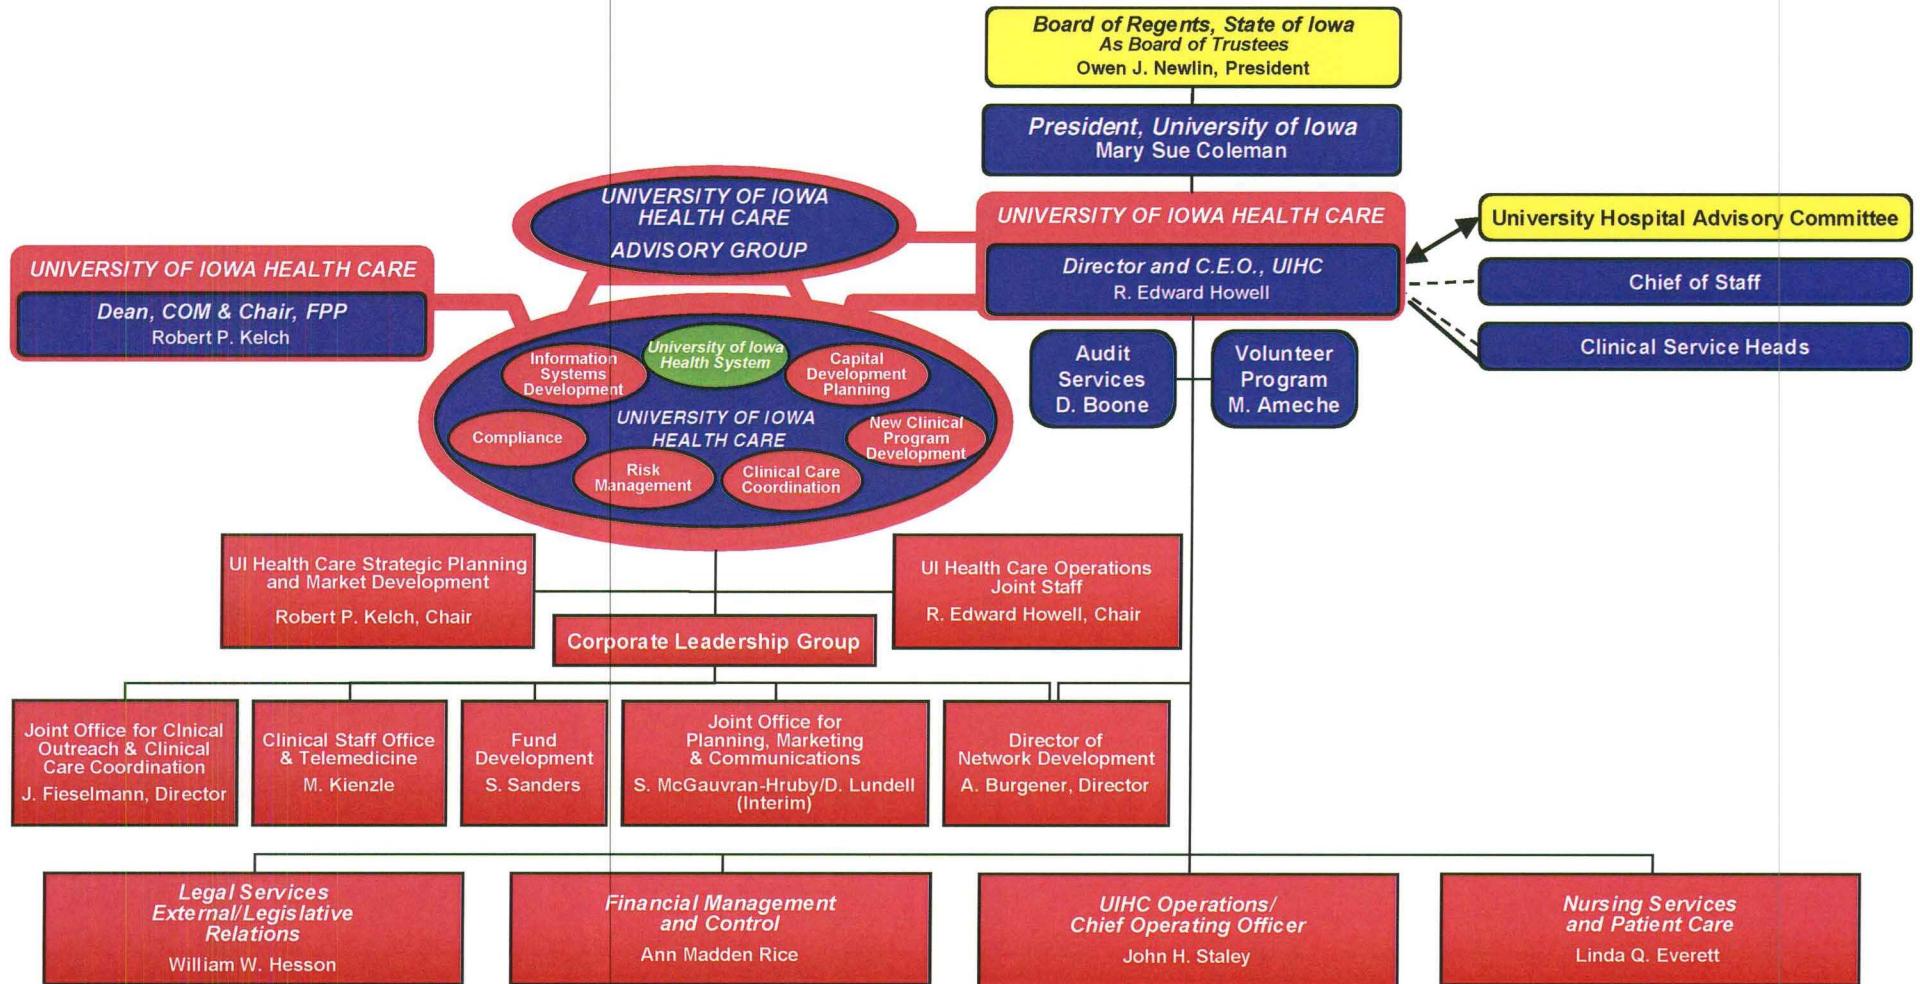 Board of Regents, State of Iowa
As Board of Trustees
Owen J. Newlin, President
President, University of Iowa
Mary Sue Coleman
UNIVERSITY OF IOWA
HEALTH CARE
ADVISORY GROUP
UNIVERSITY OF IOWA HEALTH CARE
Director and C.E.O., UIHC
R. Edward Howell
University Hospital Advisory Committee
Chief of Staff
Clinical Service Heads
UNIVERSITY OF IOWA HEALTH CARE
Dean, COM & Chair, FPP
Robert P. Kelch
Audit
Services
D. Boone
Volunteer
Program
M. Ameche
Information
Systems
Development
University of Iowa
Health System
Capital
Development
Planning
Compliance
UNIVERSITY OF IOWA
HEALTH CARE
New Clinical
Program
Development
Risk
Management
Clinical Care
Coordination
UI Health Care Strategic Planning
and Market Development
Robert P. Kelch, Chair
UI Health Care Operations
Joint Staff
R. Edward Howell, Chair
Corporate Leadership Group
Joint Office for Clnical
Outreach & Clinical
Care Coordination
J. Fieselmann, Director
Clinical Staff Office
& Telemedicine
M. Kienzle
Fund
Development
S. Sanders
Joint Office for
Planning, Marketing
& Communications
S. McGauvran-Hruby/D. Lundell
(Interim)
Director of
Network Development
A. Burgener, Director
Legal Services
External/Legislative
Relations
William W. Hesson
Financial Management
and Control
Ann Madden Rice
UIHC Operations/
Chief Operating Officer
John H. Staley
Nursing Services
and Patient Care
Linda Q. Everett